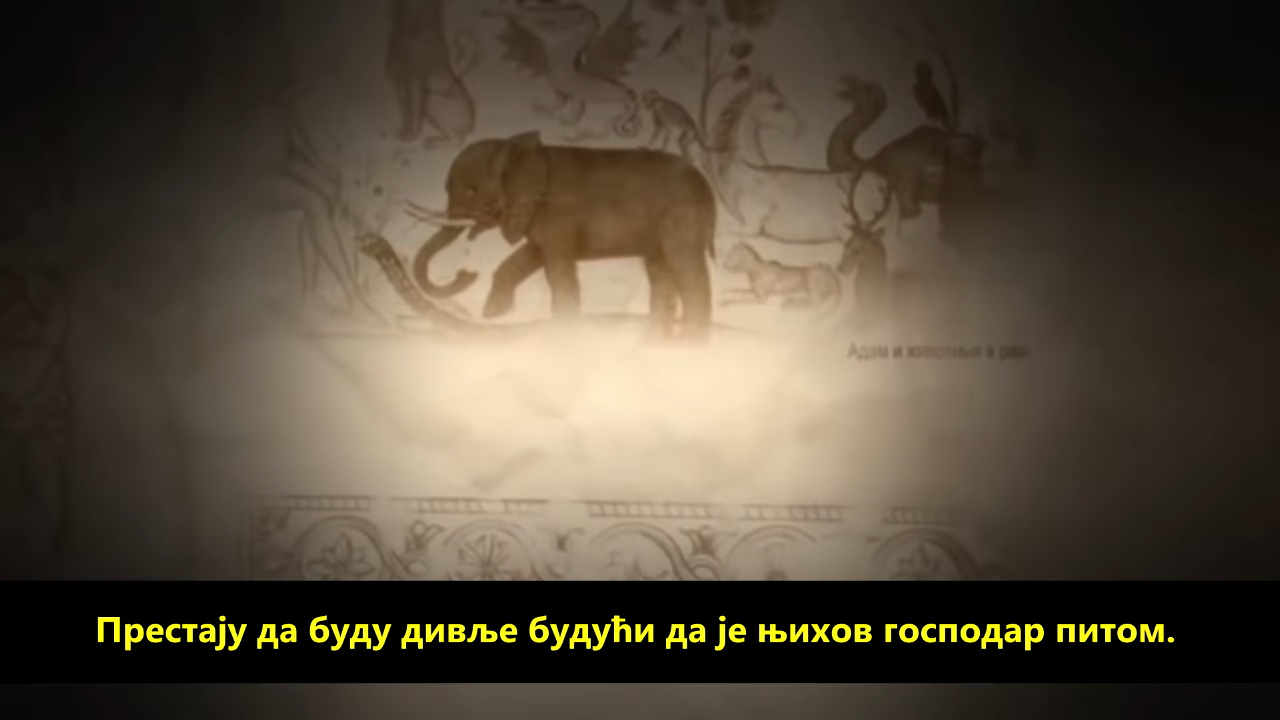 Адам и животные в раю
Престају да буду дивље будући да је њихов господар питом.